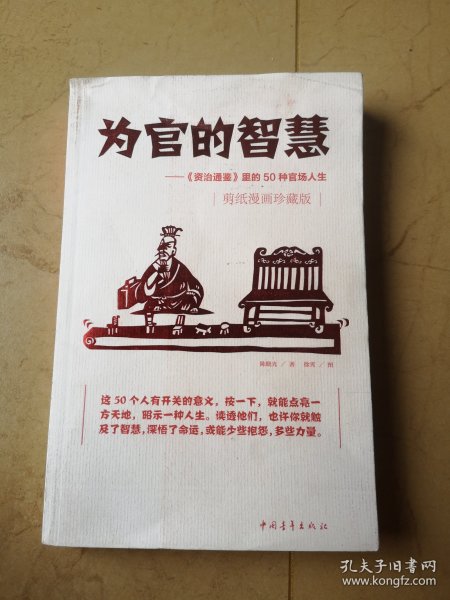 为官的智慧
——《资治通鉴》里的50种官场人生
剪纸漫画珍藏版
陈晓光／著 徐雯／图
这50个人有开关的意义。按一下，就能点亮一
方天地，昭示一种人生。读透他们，也许你就触
及了智慧，深悟了命运，或能少些抱怨，多些力量。
中国青年出版社
孔夫子旧书网
www.kongfz.com